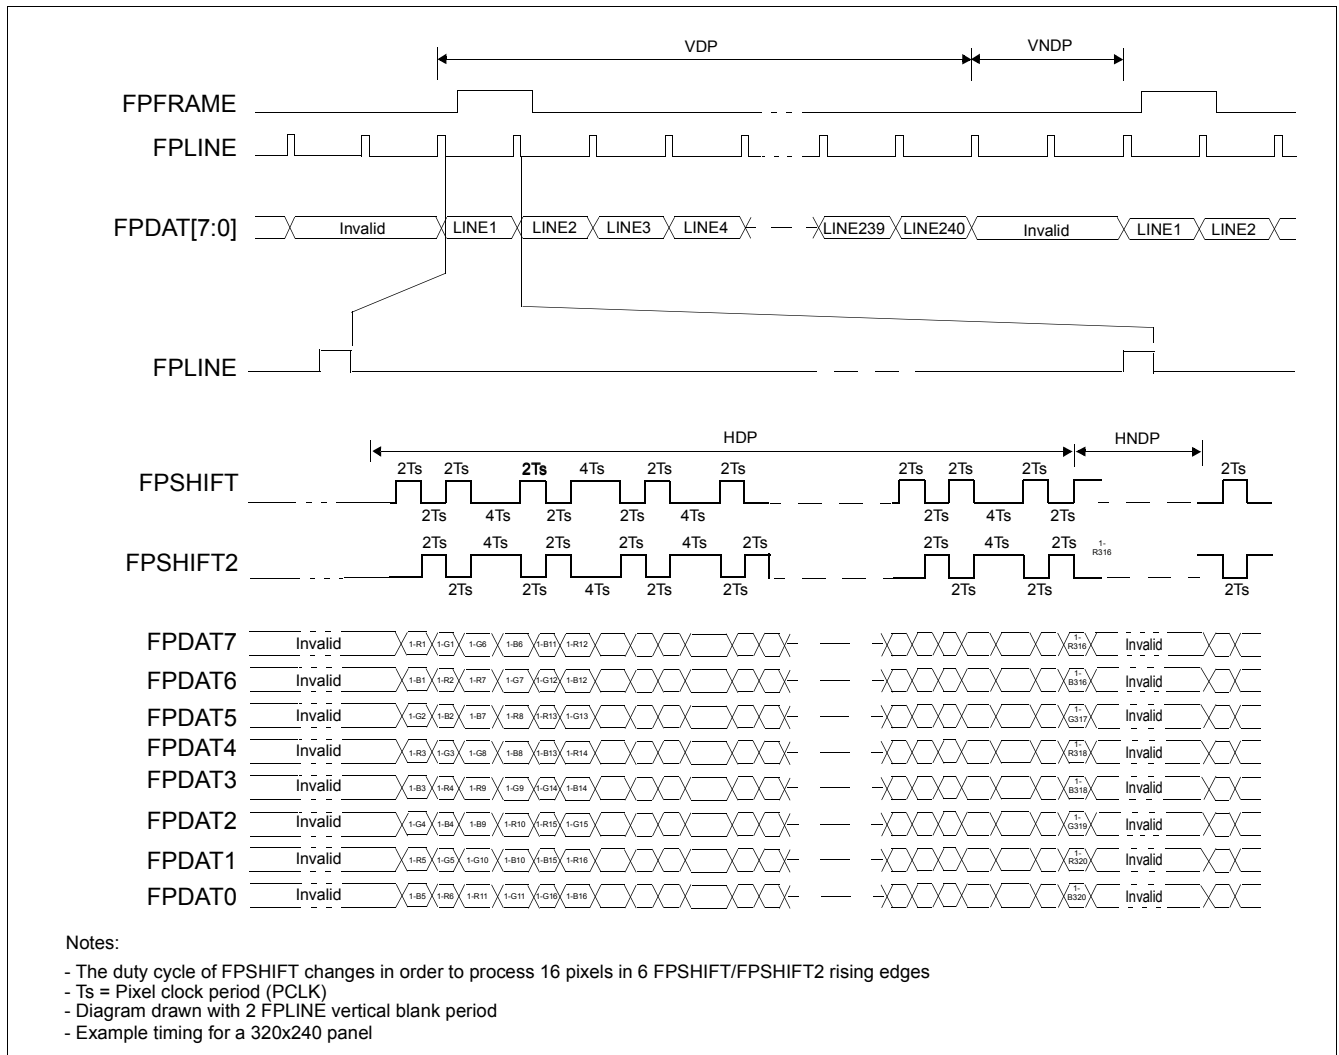 VDP VNDP
FPFRAME
FPLINE
FPDAT[7:0] Invalid LINE1 LINE2 LINE3 LINE4 LINE239 LINE240 Invalid LINE1 LINE2
FPLINE
HDP HNDP
2Ts 2Ts 2Ts 4Ts 2Ts 2Ts 2Ts 2Ts 2Ts 2Ts
FPSHIFT
2Ts 4Ts 2Ts 2Ts 4Ts 2Ts 4Ts 2Ts
2Ts 4Ts 2Ts 2Ts 4Ts 2Ts 2Ts 4Ts 2Ts 1-
R316
FPSHIFT2
2Ts 2Ts 4Ts 2Ts 2Ts 2Ts 2Ts 2Ts
FPDAT7 Invalid 1-R1 1-G1 1-G6 1-B6 1-B11 1-R12 1-R316 Invalid
FPDAT6 Invalid 1-B1 1-R2 1-R7 1-G7 1-G12 1-B12 1-B316 Invalid
FPDAT5 Invalid 1-G2 1-B2 1-B7 1-R8 1-R13 1-G13 1-G317 Invalid
FPDAT4 Invalid 1-R3 1-G3 1-G8 1-B8 1-B13 1-R14 1-R318 Invalid
FPDAT3 Invalid 1-B3 1-R4 1-R9 1-G9 1-G14 1-B14 1-B318 Invalid
FPDAT2 Invalid 1-G4 1-B4 1-B9 1-R10 1-R15 1-G15 1-G319 Invalid
FPDAT1 Invalid 1-R5 1-G5 1-G10 1-B10 1-B15 1-R16 1-R320 Invalid
FPDAT0 Invalid 1-B5 1-R6 1-R11 1-G11 1-G16 1-B16 1-B320 Invalid
Notes:
- The duty cycle of FPSHIFT changes in order to process 16 pixels in 6 FPSHIFT/FPSHIFT2 rising edges
- Ts = Pixel clock period (PCLK)
- Diagram drawn with 2 FPLINE vertical blank period
- Example timing for a 320x240 panel